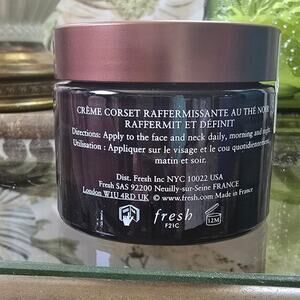 CRÈME CORSET RAFFERMISSANTE AU THÉ NOIR
RAFFERMIT ET DÉFINIT
Directions: Apply to the face and neck daily, morning and night.
Utilisation : Appliquer sur le visage et le cou quotidiennement,
matin et soir.
Dist. Fresh Inc NYC 10022 USA
Fresh SAS 92200 Neuilly-sur-Seine FRANCE
London W1U 4RD UK © www.fresh.com Made in France
fresh
F21C
12M